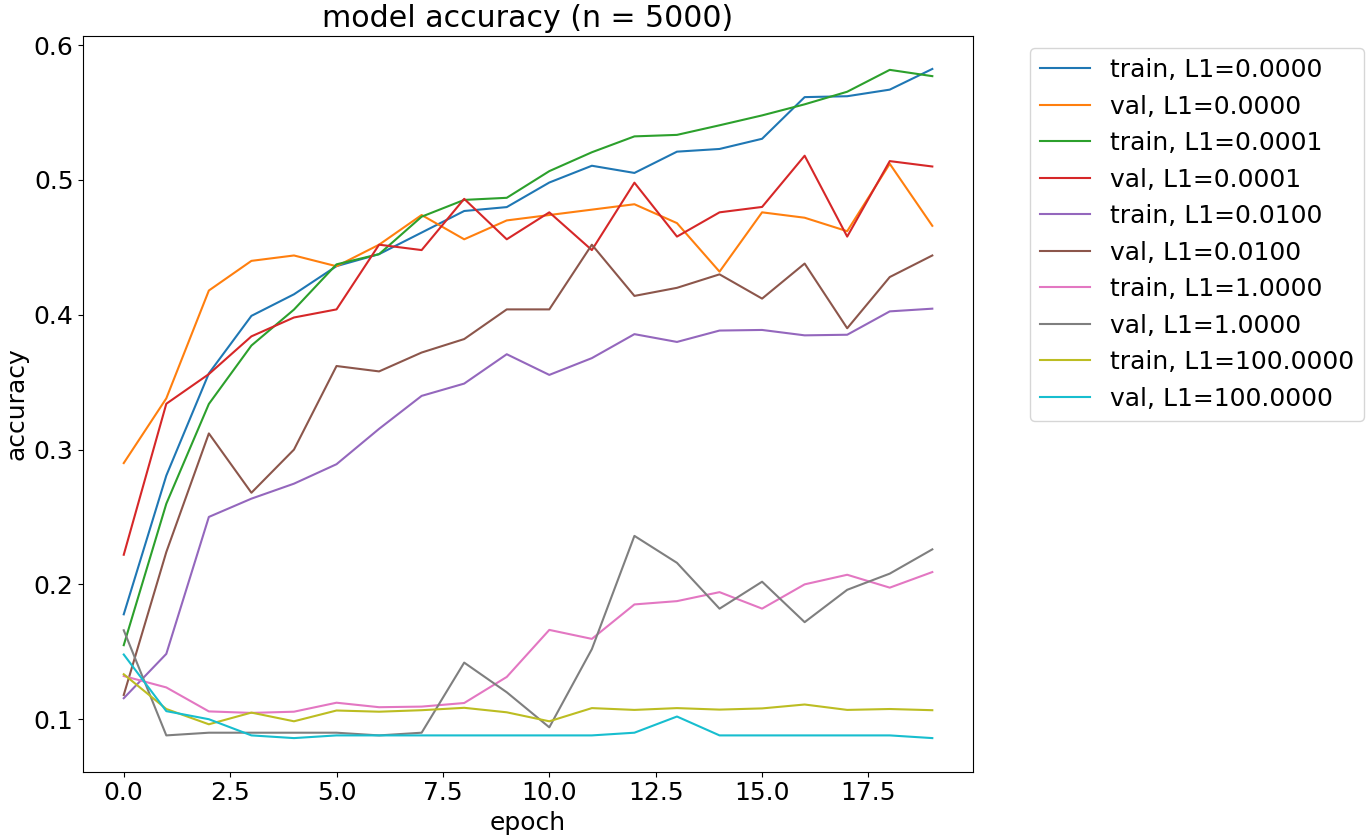 model accuracy (n = 5000)
0.6
0.5
0.4
0.3
0.2
0.1
accuracy
0.0 2.5 5.0 7.5 10.0 12.5 15.0 17.5
epoch
train, L1=0.0000
val, L1=0.0000
train, L1=0.0001
val, L1=0.0001
train, L1=0.0100
val, L1=0.0100
train, L1=1.0000
val, L1=1.0000
train, L1=100.0000
val, L1=100.0000